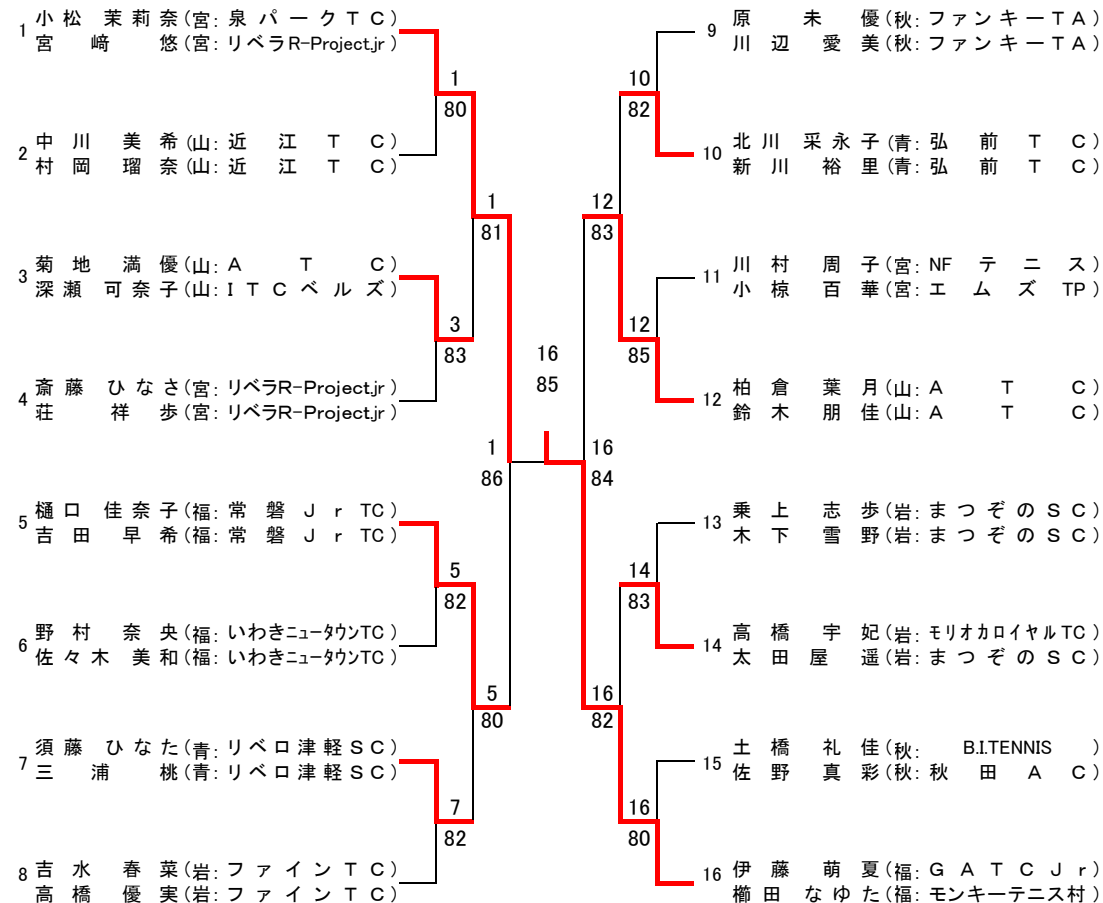 1
小松 茉莉奈(宮: 泉パークTC)
宮﨑 悠(宮: リベラR-Project.jr)
2
中川 美希(山: 近江TC)
村岡 瑠奈(山: 近江TC)
3
菊地 満優(山: ATC)
深瀬 可奈子(山: ITCベルズ)
4
斎藤 ひなさ(宮: リベラR-Project.jr)
荘 祥歩(宮: リベラR-Project.jr)
5
樋口 佳奈子(福: 常磐Jr TC)
吉田 早希(福: 常磐Jr TC)
6
野村 奈央(福: いわきニュータウンTC)
佐々木 美和(福: いわきニュータウンTC)
7
須藤 ひなた(青: リベロ津軽SC)
三浦 桃(青: リベロ津軽SC)
8
吉水 春菜(岩: ファインTC)
高橋 優実(岩: ファインTC)
1
80
3
83
5
82
7
82
1
81
5
80
1
86
16
85
16
84
12
83
16
82
10
82
12
85
14
83
16
80
9
原 未優(秋: ファンキーTA)
川辺 愛美(秋: ファンキーTA)
10
北川 采永子(青: 弘前TC)
新川 裕里(青: 弘前TC)
11
川村 周子(宮: NFテニス)
小椋 百華(宮: エムズTP)
12
柏倉 葉月(山: ATC)
鈴木 朋佳(山: ATC)
13
乗上 志歩(岩: まつぞのSC)
木下 雪野(岩: まつぞのSC)
14
高橋 宇妃(岩: モリオカロイヤルTC)
太田屋 遥(岩: まつぞのSC)
15
土橋 礼佳(秋: B.I.TENNIS)
佐野 真彩(秋: 秋田AC)
16
伊藤 萌夏(福: GATCJr)
櫛田 なゆた(福: モンキーテニス村)